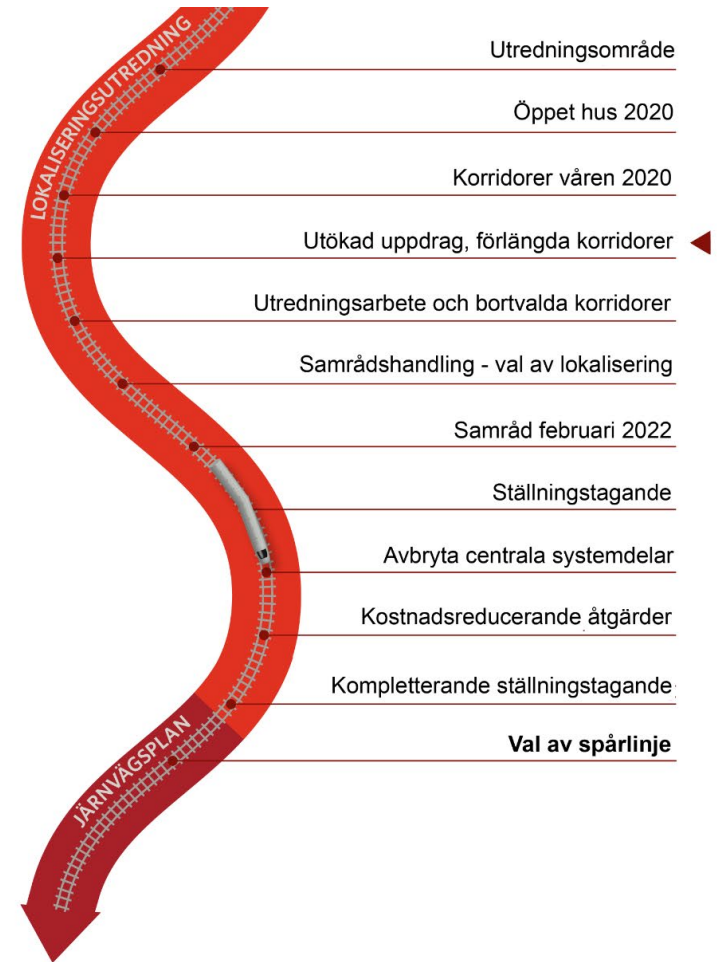 LOKALISERINGSUTREDNING
Utredningsområde
Öppet hus 2020
Korridorer våren 2020
Utökad uppdrag, förlängda korridorer
Utredningsarbete och bortvalda korridorer
Samrådshandling - val av lokalisering
Samråd februari 2022
Ställningstagande
Avbryta centrala systemdelar
Kostnadsreducerande åtgärder
Kompletterande ställningstagande
Val av spårlinje
JÄRNVÄGSPLAN